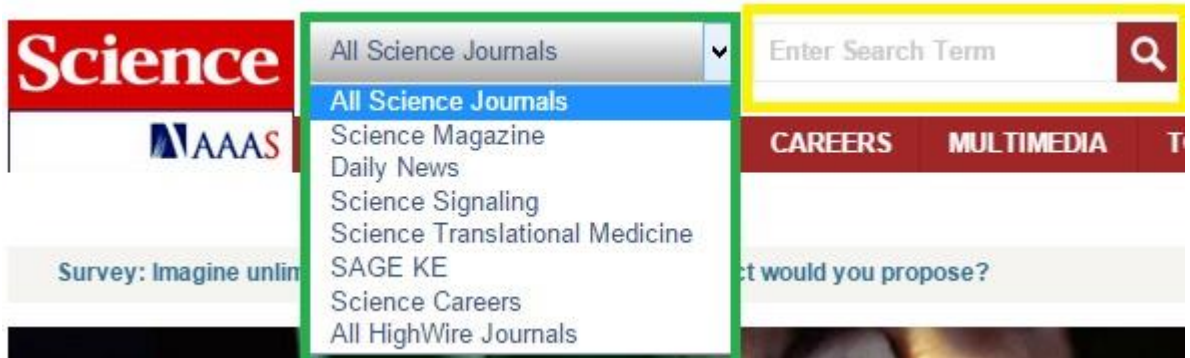 Science
AAAS
All Science Journals
All Science Journals
Science Magazine
Daily News
Science Signaling
Science Translational Medicine
SAGE KE
Science Careers
All HighWire Journals
Enter Search Term
CAREERS MULTIMEDIA
Survey: Imagine would you propose?